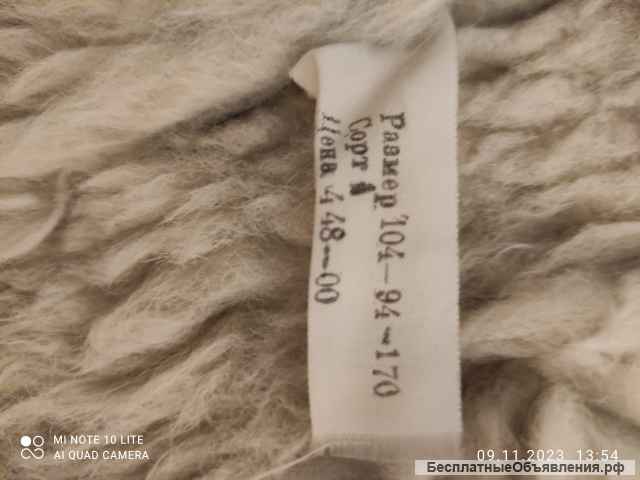 Размер 104-94-170
Сорт 1
Цена 448-00
MI NOTE 10 LITE
AI QUAD CAMERA
09.11.2023 13:54
БесплатныеОбъявления.рф